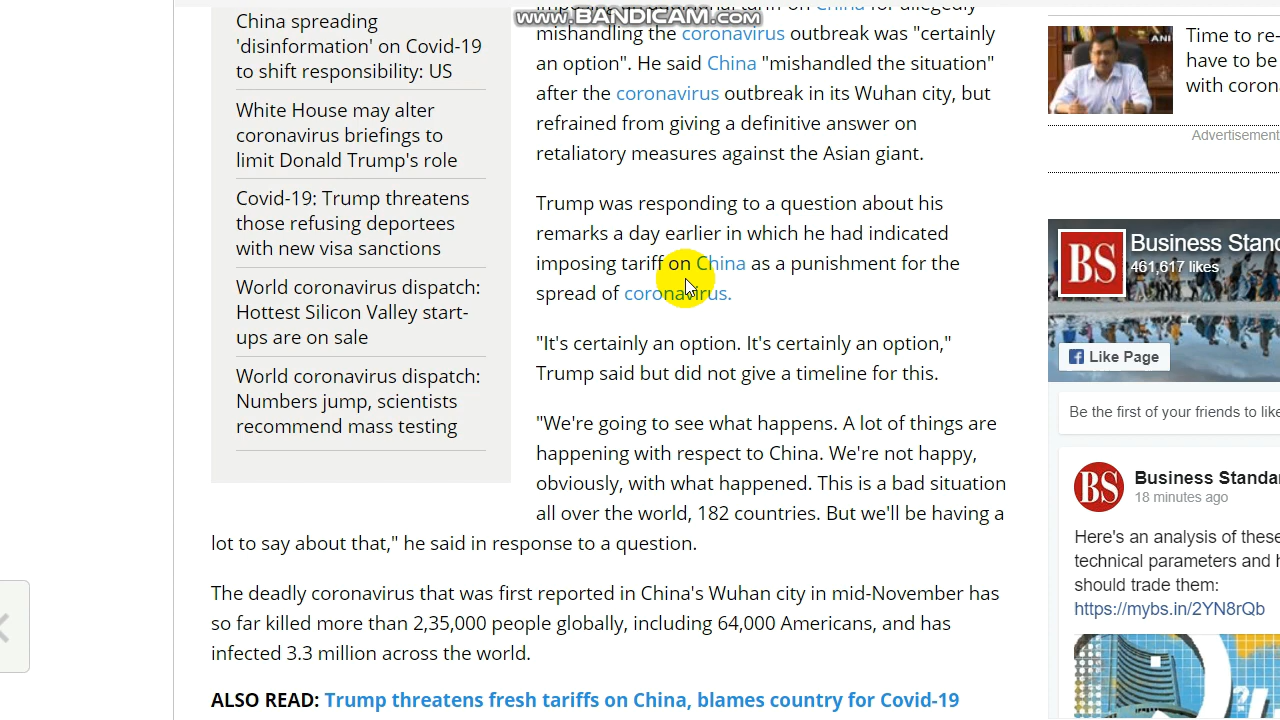 www.BANDICAM.com
China spreading
'disinformation' on Covid-19
to shift responsibility: US
White House may alter
coronavirus briefings to
limit Donald Trump's role
Covid-19: Trump threatens
those refusing deportees
with new visa sanctions
World coronavirus dispatch:
Hottest Silicon Valley start-
ups are on sale
World coronavirus dispatch:
Numbers jump, scientists
recommend mass testing
China for allegedly
mishandling the coronavirus outbreak was "certainly
an option". He said China "mishandled the situation"
after the coronavirus outbreak in its Wuhan city, but
refrained from giving a definitive answer on
retaliatory measures against the Asian giant.
Trump was responding to a question about his
remarks a day earlier in which he had indicated
imposing tariff on China as a punishment for the
spread of coronavirus.
"It's certainly an option. It's certainly an option,"
Trump said but did not give a timeline for this.
"We're going to see what happens. A lot of things are
happening with respect to China. We're not happy,
obviously, with what happened. This is a bad situation
all over the world, 182 countries. But we'll be having a
lot to say about that," he said in response to a question.
The deadly coronavirus that was first reported in China's Wuhan city in mid-November has
so far killed more than 2,35,000 people globally, including 64,000 Americans, and has
infected 3.3 million across the world.
ALSO READ: Trump threatens fresh tariffs on China, blames country for Covid-19
ANI
Time to re-
have to be
with coron
Advertisement
BS
Business Stand
461,617 likes
Like Page
Be the first of your friends to like
BS
Business Standa
18 minutes ago
Here's an analysis of these
technical parameters and h
should trade them:
https://mybs.in/2YN8rQb